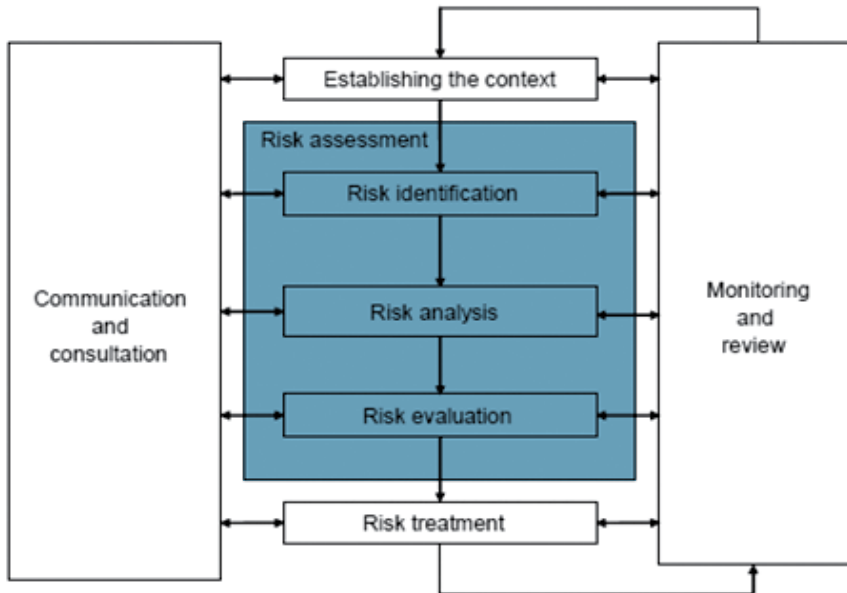 Establishing the context
Risk assessment
Risk identification
Risk analysis
Risk evaluation
Risk treatment
Communication
and
consultation
Monitoring
and
review